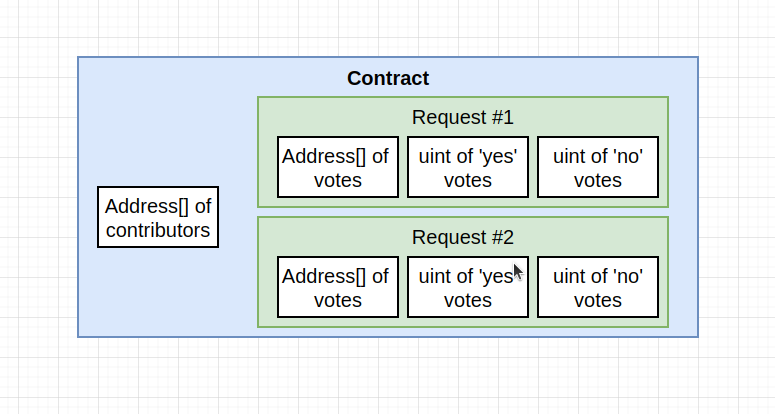 Contract
Request #1
Address[] of
votes
uint of 'yes'
votes
uint of 'no'
votes
Address[] of
contributors
Request #2
Address[] of
votes
uint of 'yes
votes
uint of 'no'
votes